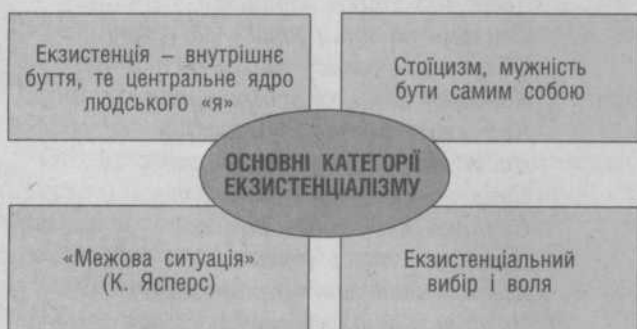 Екзистенція – внутрішнє
буття, те центральне ядро
людського «я»
Стоїцизм, мужність
бути самим собою
ОСНОВНІ КАТЕГОРІЇ
ЕКЗИСТЕНЦІАЛІЗМУ
«Межова ситуація»
(К. Ясперс)
Екзистенціальний
вибір і воля